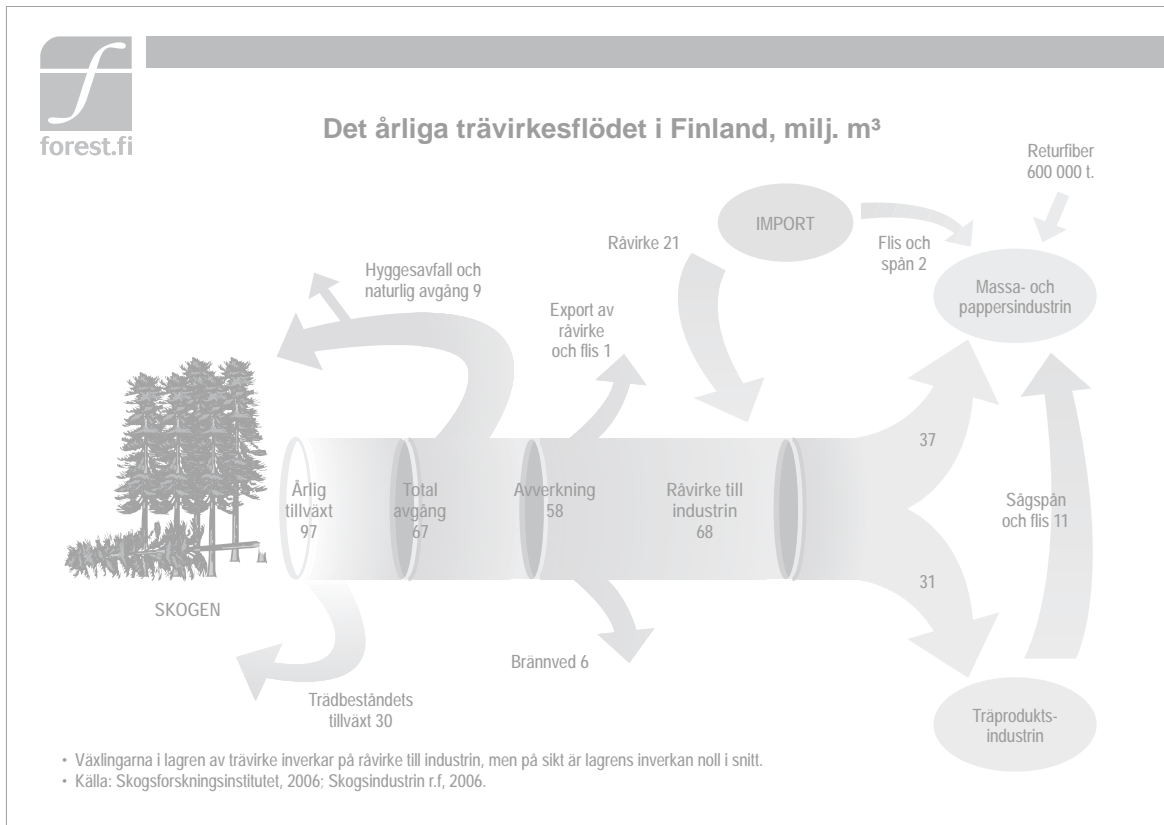 forest.fi
Det årliga trävirkesflödet i Finland, milj. m³
Returfiber
600 000 t.
IMPORT
Råvirke 21
Flis och
spån 2
Hyggesavfall och
naturlig avgång 9
Massa- och
pappersindustrin
Export av
råvirke
och flis 1
37
Årlig
tillväxt
97
Total
avgång
67
Avverkning
58
Råvirke till
industrin
68
Sågspån
och flis 11
31
SKOGEN
Brännved 6
Trädbeståndets
tillväxt 30
Träprodukts-
industrin
• Växlingarna i lagren av trävirke inverkar på råvirke till industrin, men på sikt är lagrens inverkan noll i snitt.
• Källa: Skogsforskningsinstitutet, 2006; Skogsindustrin r.f, 2006.